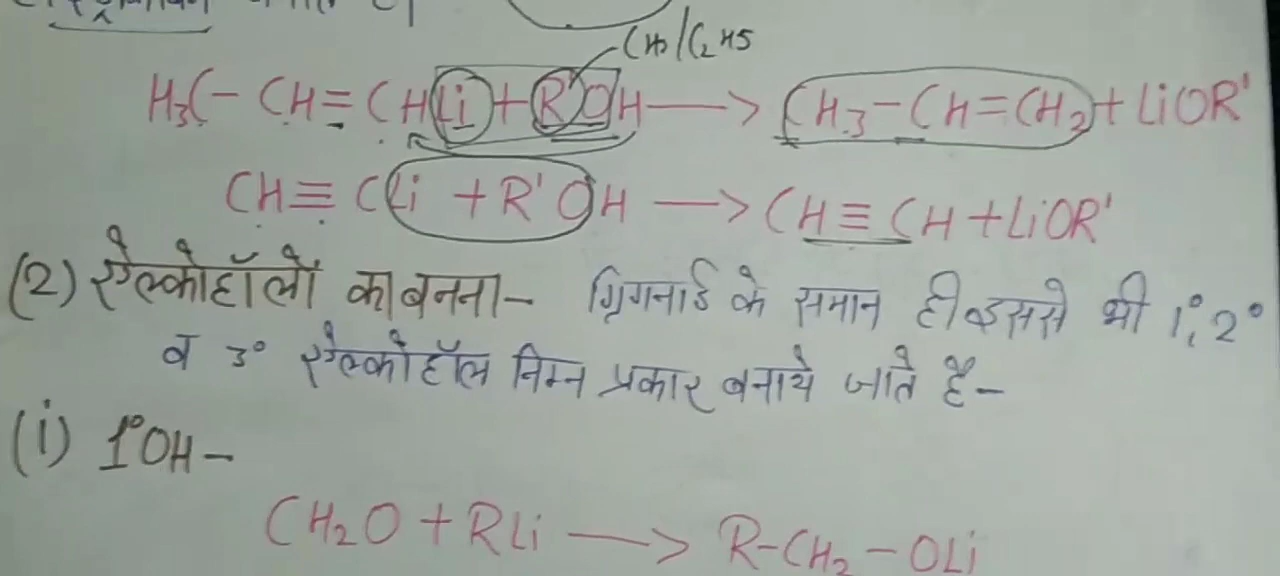 CH3/C2H5
H3C-CH≡CHLi+R'OH⟶CH3-CH=CH2+LiOR'
CH≡CLi+R'OH⟶CH≡CH+LiOR'
(2) ऐल्कोहॉलों का बनना- ग्रिगनार्ड के समान ही इससे भी 1°, 2°
व 3° ऐल्कोहॉल निम्न प्रकार बनाये जाते हैं-
(i) 1°OH-
CH2O+RLi⟶R-CH2-OLi